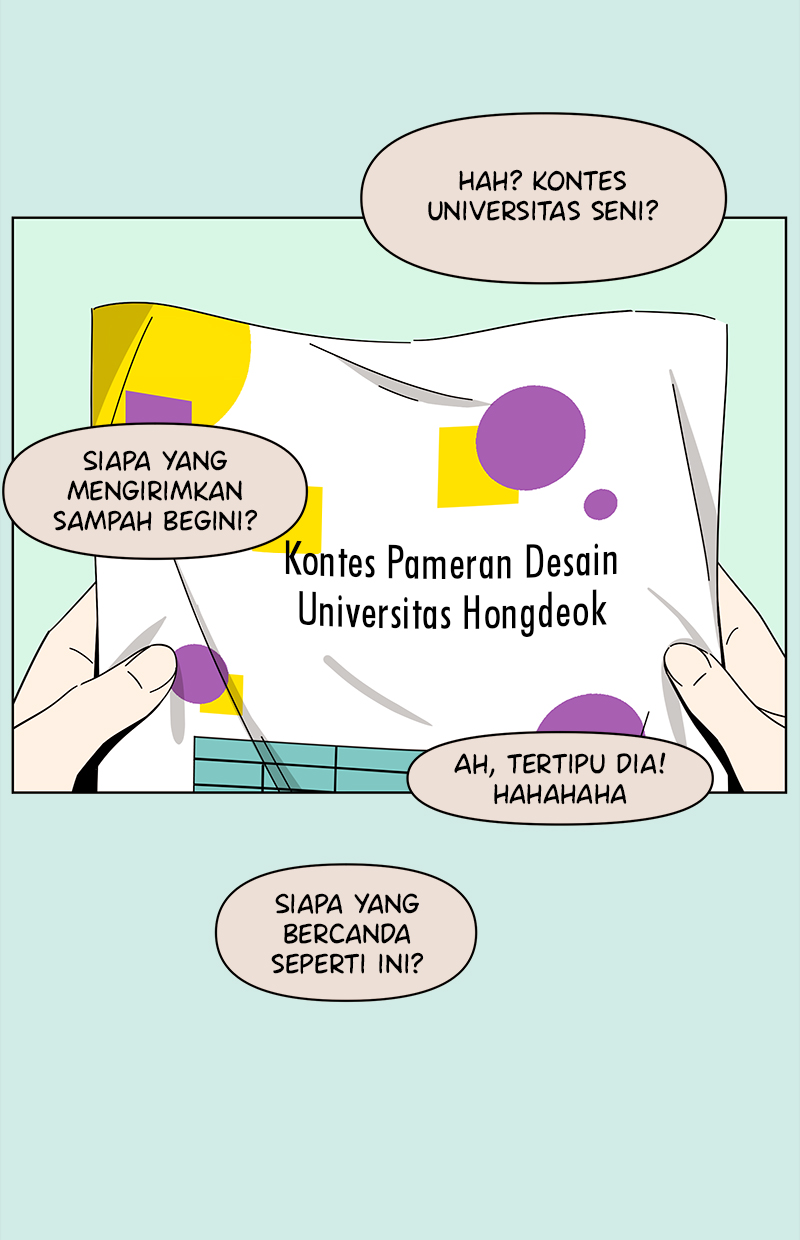 HAH? KONTES
UNIVERSITAS SENI?
SIAPA YANG
MENGIRIMKAN
SAMPAH BEGINI?
Kontes Pameran Desain
Universitas Hongdeok
AH, TERTIPU DIA!
HAHAHAHA
SIAPA YANG
BERCANDA
SEPERTI INI?